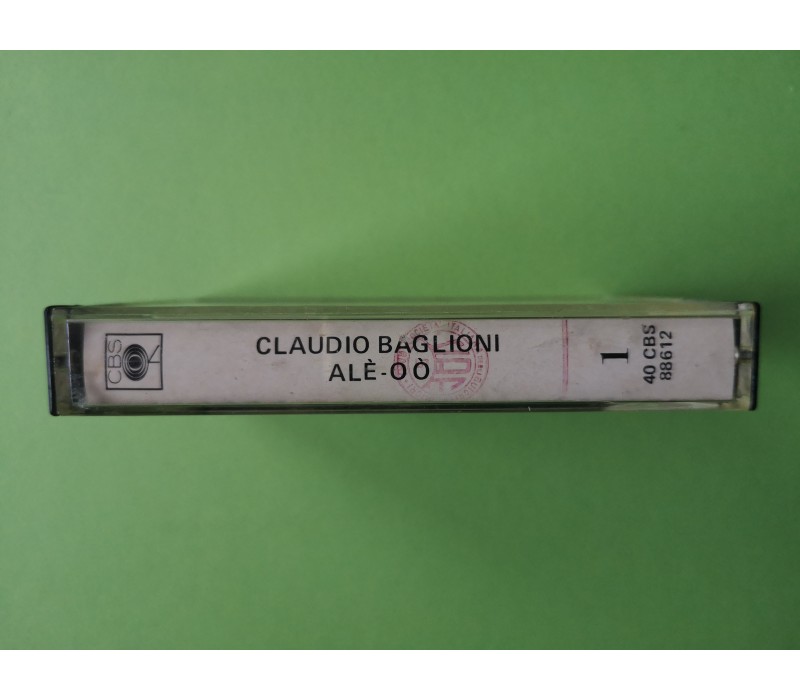 CBS
CLAUDIO BAGLIONI
ALÈ-OÒ
1
40 CBS
88612